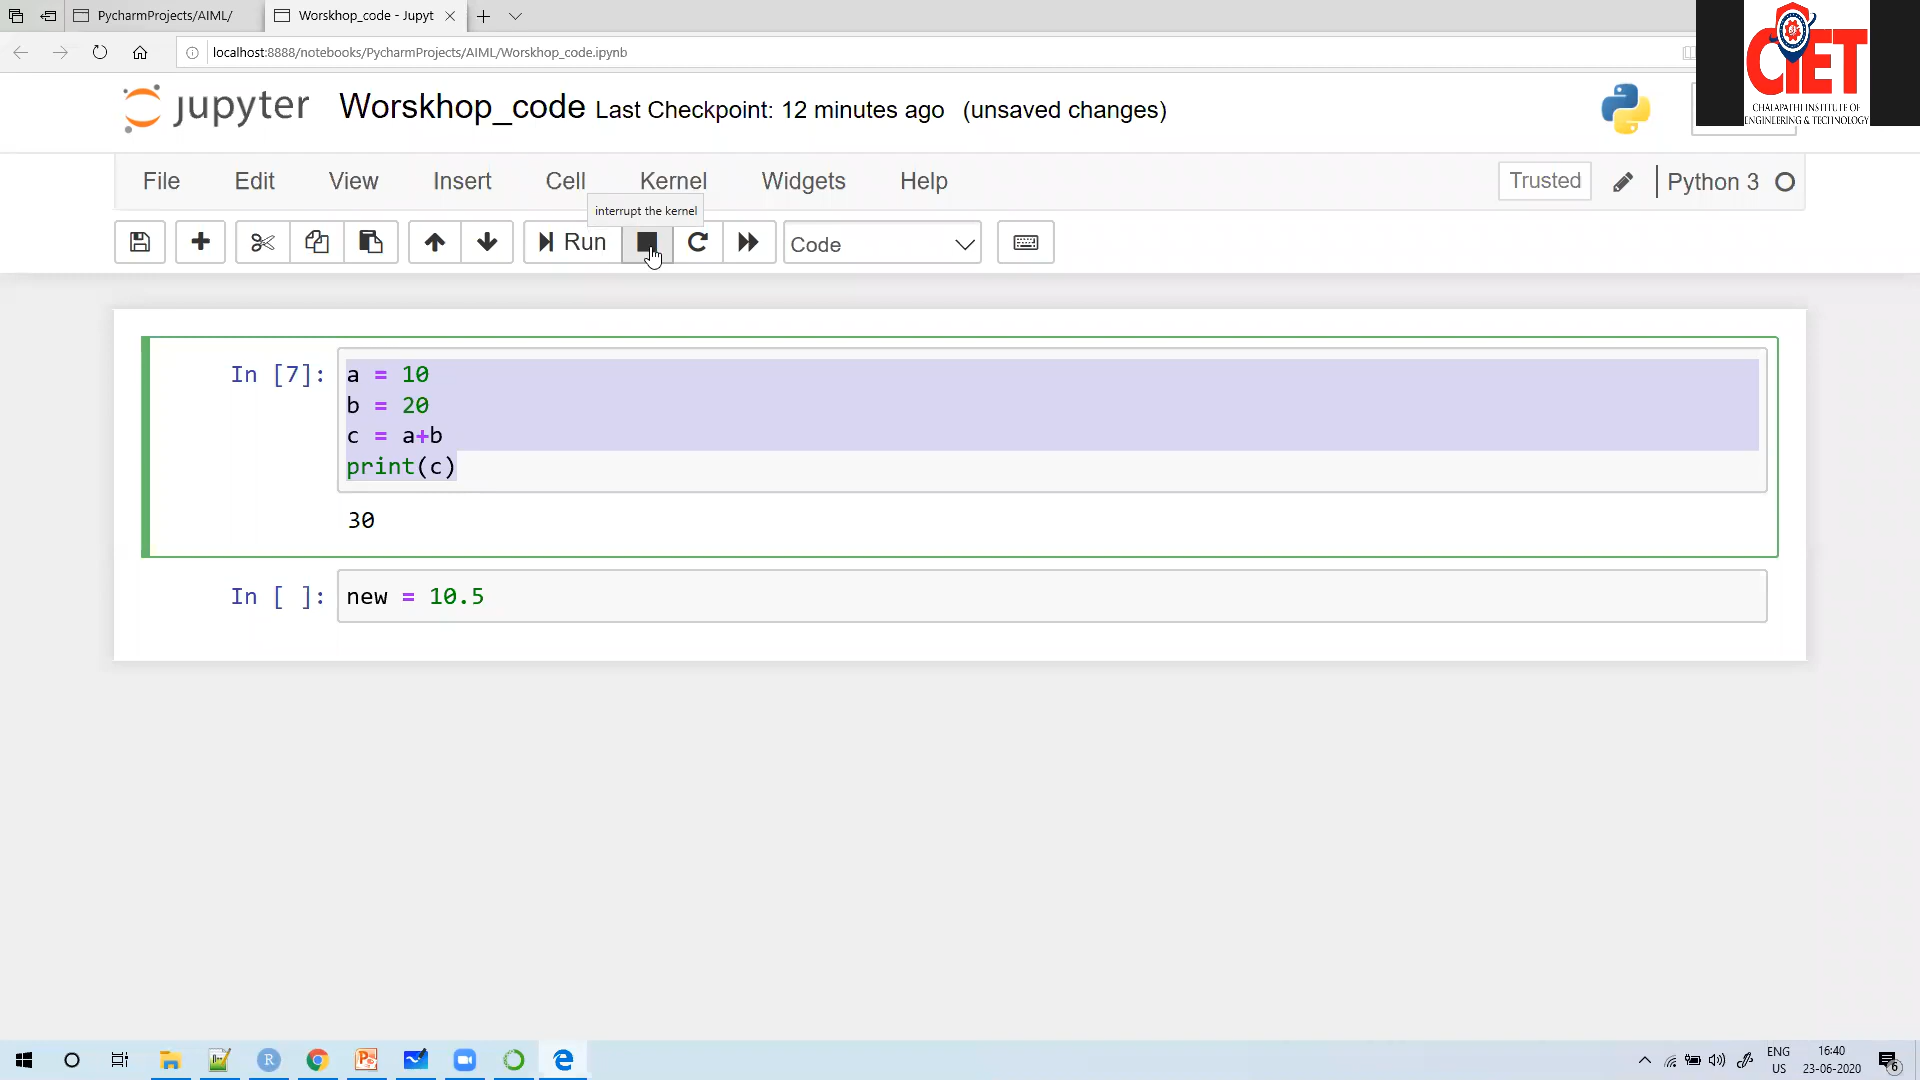 PycharmProjects/AIML/
Worskhop_code - Jupyt
localhost:8888/notebooks/PycharmProjects/AIML/Worskhop_code.ipynb
CIET
CHALAPATHI INSTITUTE OF
ENGINEERING & TECHNOLOGY
jupyter Worskhop_code Last Checkpoint: 12 minutes ago (unsaved changes)
File Edit View Insert Cell Kernel Widgets Help Trusted Python 3
interrupt the kernel
Run Code
In [7]: a = 10
b = 20
c = a+b
print(c)
30
In [ ]: new = 10.5
ENG
US
16:40
23-06-2020
6